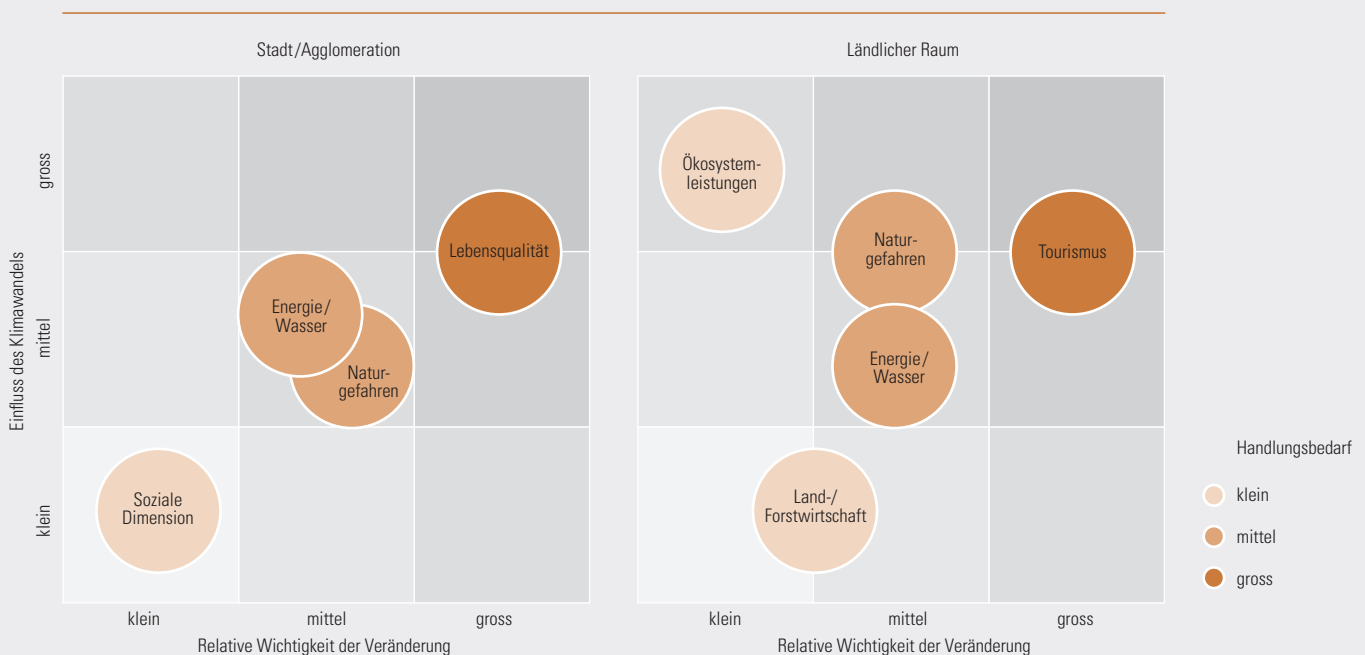 Stadt/Agglomeration
Ländlicher Raum
Einfluss des Klimawandels
gross
mittel
klein
Lebensqualität
Energie/
Wasser
Natur-
gefahren
Soziale
Dimension
klein
mittel
gross
Relative Wichtigkeit der Veränderung
Ökosystem-
leistungen
Natur-
gefahren
Tourismus
Energie/
Wasser
Land-/
Forstwirtschaft
klein
mittel
gross
Relative Wichtigkeit der Veränderung
Handlungsbedarf
klein
mittel
gross